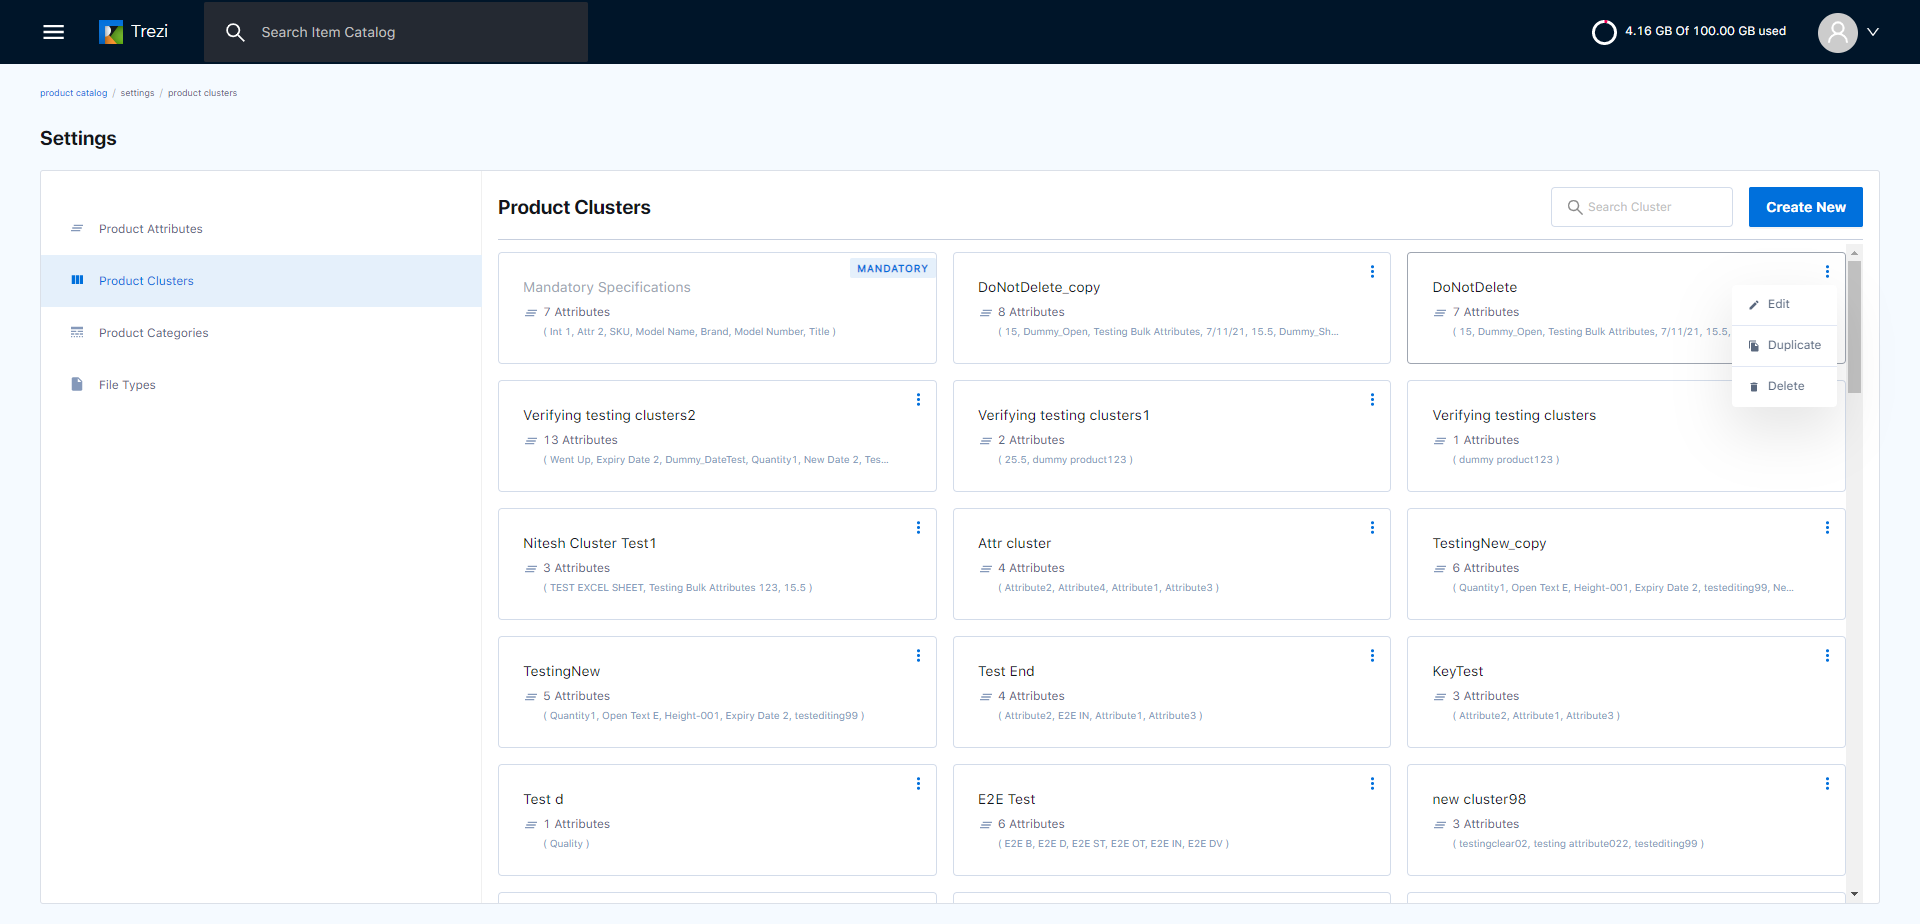 Trezi
Search Item Catalog
4.16 GB Of 100.00 GB used
product catalog / settings / product clusters
Settings
Product Attributes
Product Clusters
Product Categories
File Types
Product Clusters
Search Cluster
Create New
MANDATORY
Mandatory Specifications
7 Attributes
( Int 1, Attr 2, SKU, Model Name, Brand, Model Number, Title )
DoNotDelete_copy
8 Attributes
( 15, Dummy_Open, Testing Bulk Attributes, 7/11/21, 15.5, Dummy_Sh...
DoNotDelete
7 Attributes
( 15, Dummy_Open, Testing Bulk Attributes, 7/11/21, 15.5,
Edit
Duplicate
Delete
Verifying testing clusters2
13 Attributes
( Went Up, Expiry Date 2, Dummy_DateTest, Quantity1, New Date 2, Tes...
Verifying testing clusters1
2 Attributes
( 25.5, dummy product123 )
Verifying testing clusters
1 Attributes
( dummy product123 )
Nitesh Cluster Test1
3 Attributes
( TEST EXCEL SHEET, Testing Bulk Attributes 123, 15.5 )
Attr cluster
4 Attributes
( Attribute2, Attribute4, Attribute1, Attribute3 )
TestingNew_copy
6 Attributes
( Quantity1, Open Text E, Height-001, Expiry Date 2, testediting99, Ne...
TestingNew
5 Attributes
( Quantity1, Open Text E, Height-001, Expiry Date 2, testediting99 )
Test End
4 Attributes
( Attribute2, E2E IN, Attribute1, Attribute3 )
KeyTest
3 Attributes
( Attribute2, Attribute1, Attribute3 )
Test d
1 Attributes
( Quality )
E2E Test
6 Attributes
( E2E B, E2E D, E2E ST, E2E OT, E2E IN, E2E DV )
new cluster98
3 Attributes
( testingclear02, testing attribute022, testediting99 )